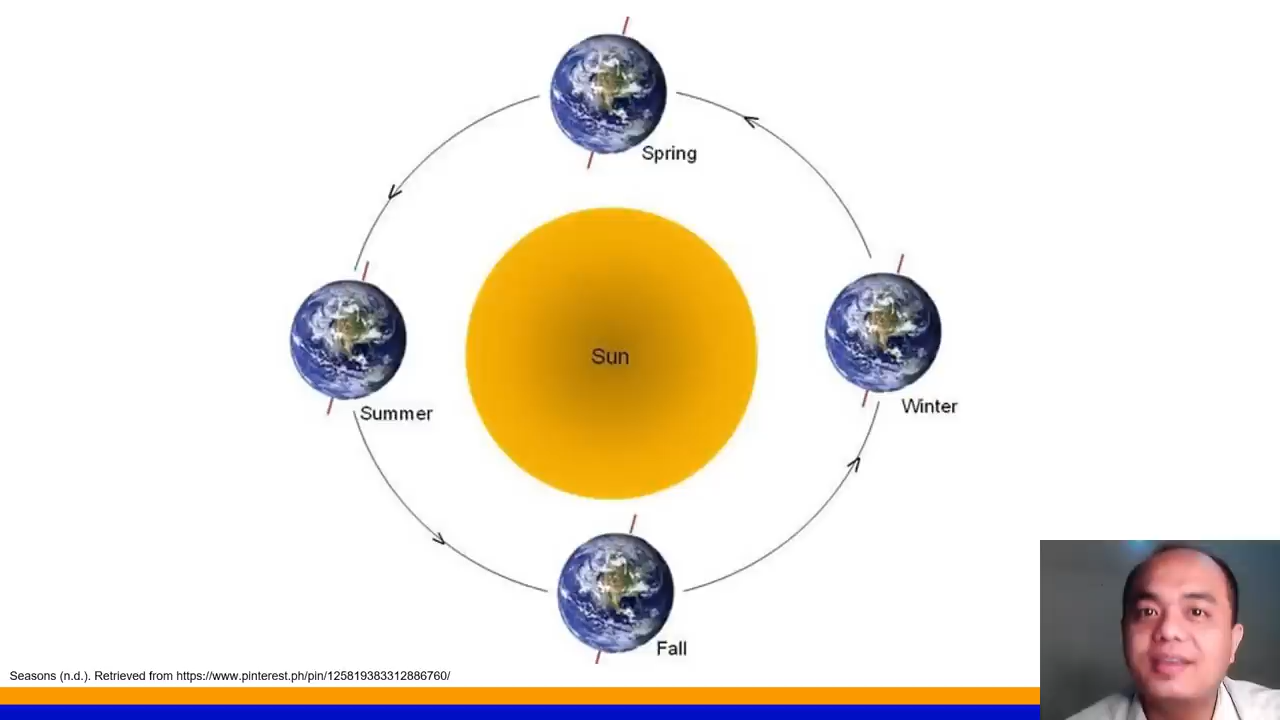 Spring
Sun
Summer
Winter
Fall
Seasons (n.d.). Retrieved from https://www.pinterest.ph/pin/125819383312886760/